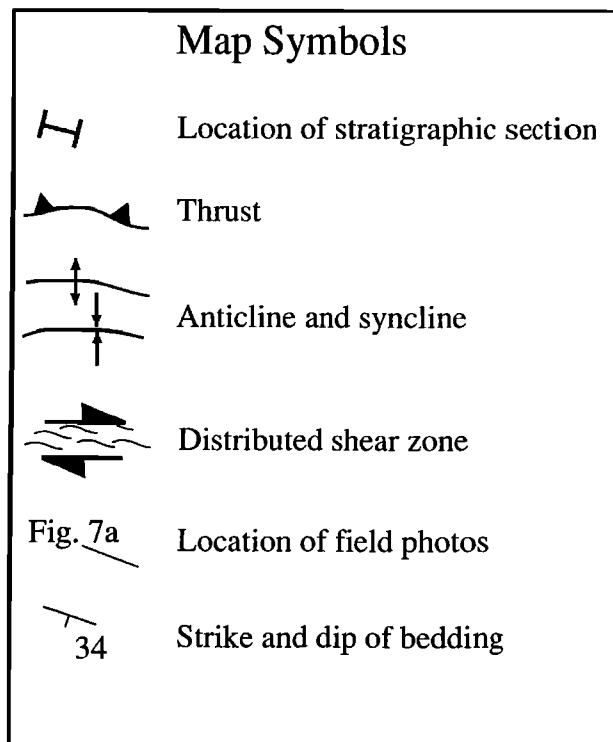 Map Symbols
Location of stratigraphic section
Thrust
Anticline and syncline
Distributed shear zone
Fig. 7a
Location of field photos
34
Strike and dip of bedding